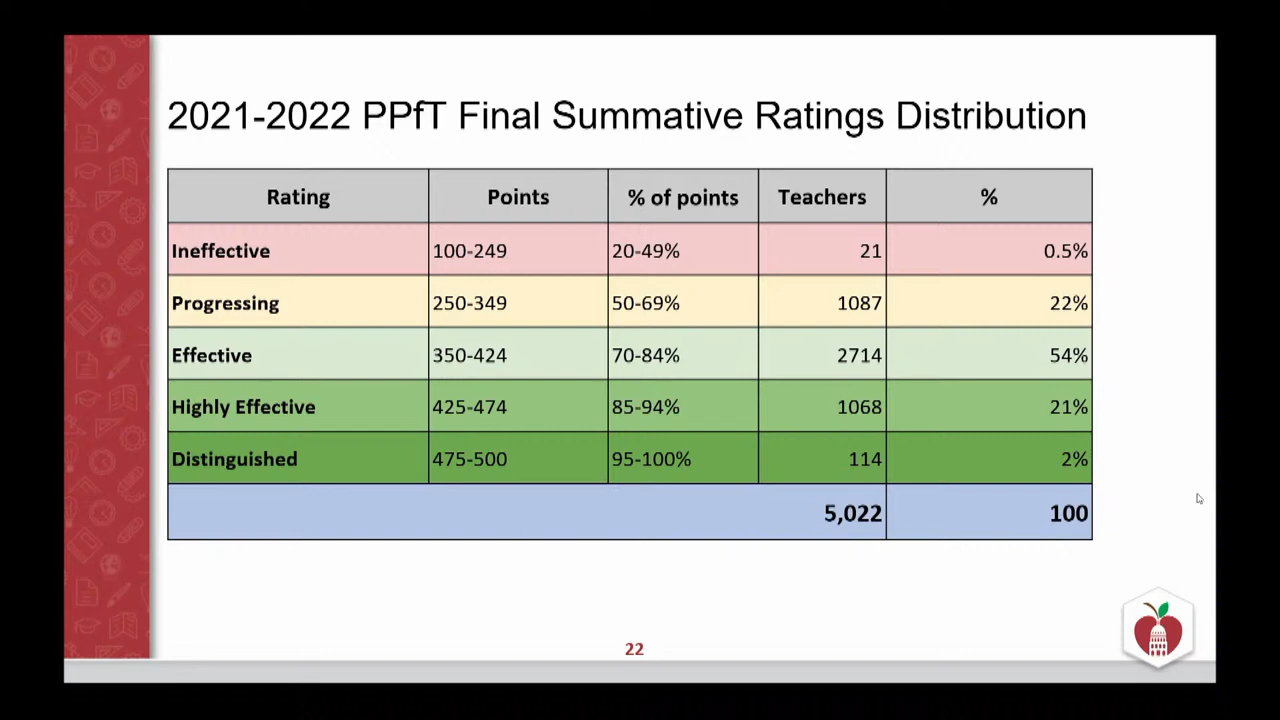 2021-2022 PPfT Final Summative Ratings Distribution
Rating Points % of points Teachers %
Ineffective 100-249 20-49% 21 0.5%
Progressing 250-349 50-69% 1087 22%
Effective 350-424 70-84% 2714 54%
Highly Effective 425-474 85-94% 1068 21%
Distinguished 475-500 95-100% 114 2%
5,022 100
22